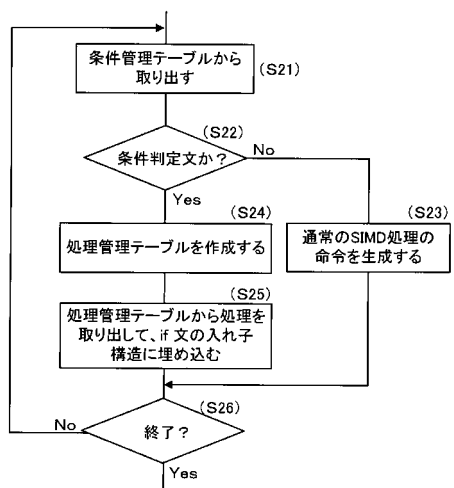 条件管理テーブルから
取り出す
(S21)
(S22)
条件判定文か?
No
Yes
(S24)
処理管理テーブルを作成する
(S23)
通常のSIMD処理の
命令を生成する
(S25)
処理管理テーブルから処理を
取り出して、if 文の入れ子
構造に埋め込む
(S26)
No
終了?
Yes